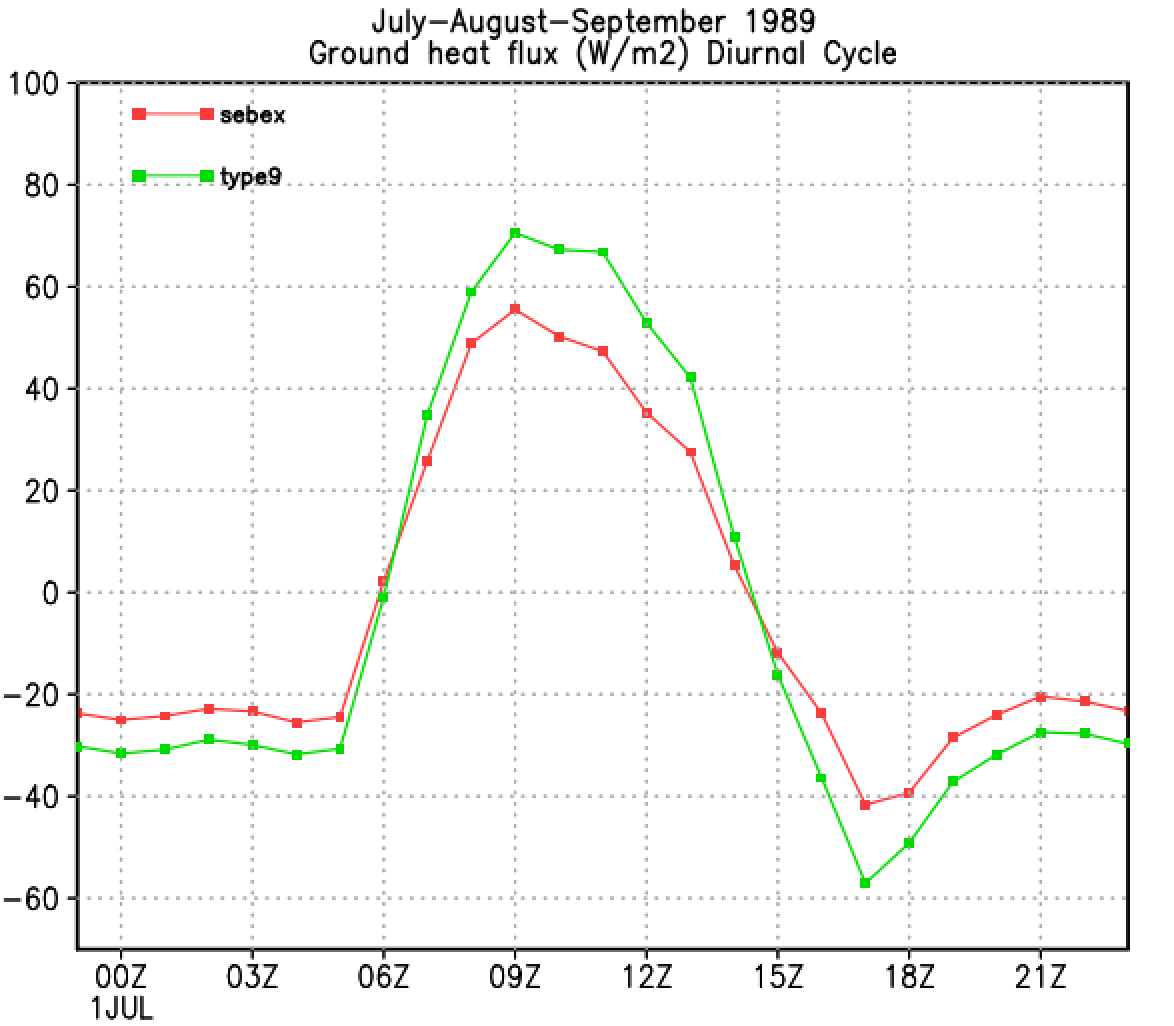 July-August-September 1989
Ground heat flux (W/m2) Diurnal Cycle
100
80
60
40
20
0
-20
-40
-60
sebex
type9
00Z 03Z 06Z 09Z 12Z 15Z 18Z 21Z
1JUL